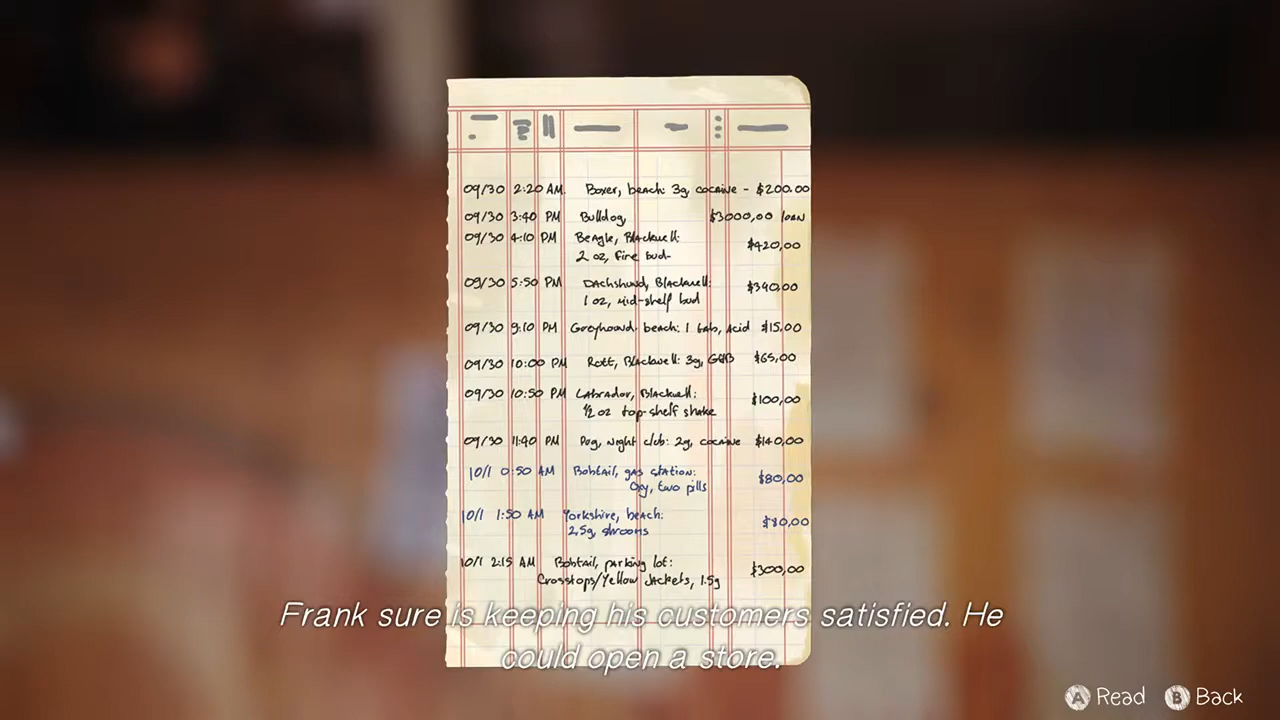 09/30 2:20 AM. Boxer, beach: 3g, cocaine - $200.00
09/30 3:40 PM Bulldog, $3000,00 loan
09/30 4:10 PM Beagle, Blackwell: $420,00
2 oz, fire bud-
09/30 5:50 PM Dachshund, Blackwell: $340,00
1 oz, mid-shelf bud
09/30 9:10 PM Greyhound, beach: 1 tab, acid $15.00
09/30 10:00 PM Rott, Blackwell: 3g, GHB $65,00
09/30 10:50 PM Labrador, Blackwell: $100,00
1/2 oz top-shelf shake
09/30 11:40 PM Pog, night club: 2g, cocaine $140,00
10/1 0:50 AM Bobtail, gas station: $80,00
Oxy, two pills
10/1 1:50 AM Yorkshire, beach: $80,00
2,5g, shrooms
10/1 2:15 AM Bobtail, parking lot: $300,00
Crosstops/Yellow Jackets, 1.5g
Frank sure is keeping his customers satisfied. He
could open a store.
A Read B Back